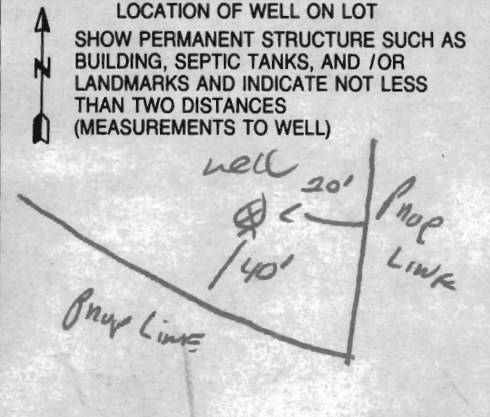 LOCATION OF WELL ON LOT
SHOW PERMANENT STRUCTURE SUCH AS
N
BUILDING, SEPTIC TANKS, AND /OR
LANDMARKS AND INDICATE NOT LESS
THAN TWO DISTANCES
(MEASUREMENTS TO WELL)
well
20'
Prop
Line
40'
Prop Line